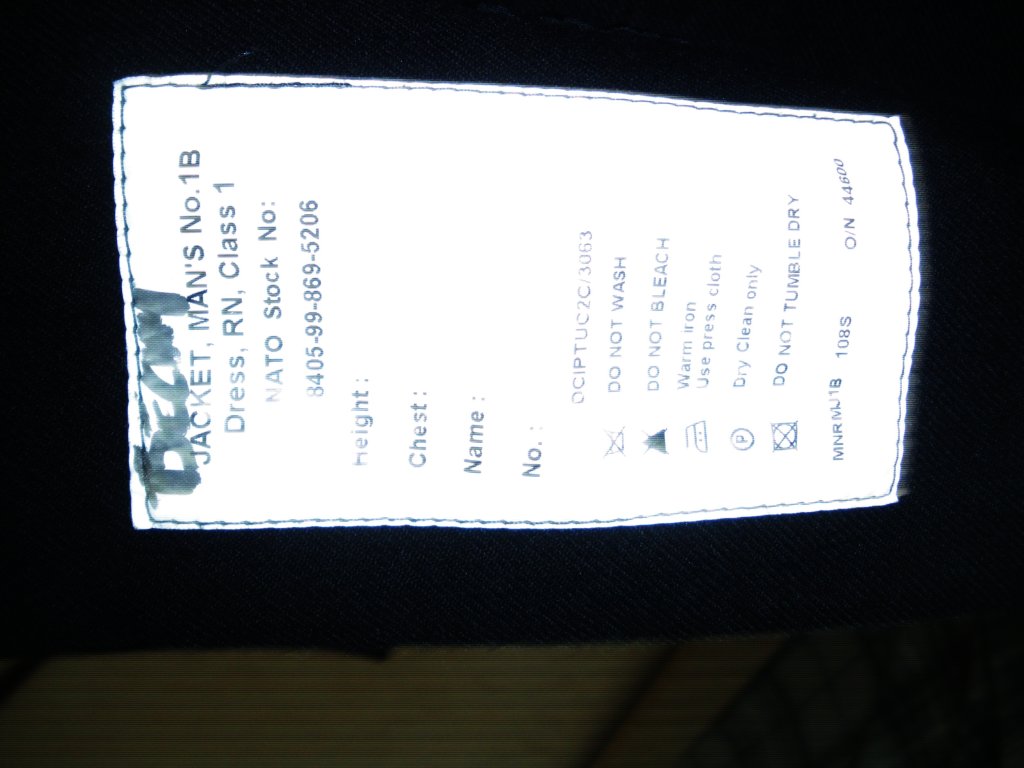 JACKET, MAN'S No.1B
Dress, RN, Class 1
NATO Stock No:
8405-99-869-5206
Height :
Chest :
Name :
No. :
DCIPTUC2C/3063
DO NOT WASH
DO NOT BLEACH
Warm iron
Use press cloth
P Dry Clean only
DO NOT TUMBLE DRY
MNRMJ1B 108S O/N 44600